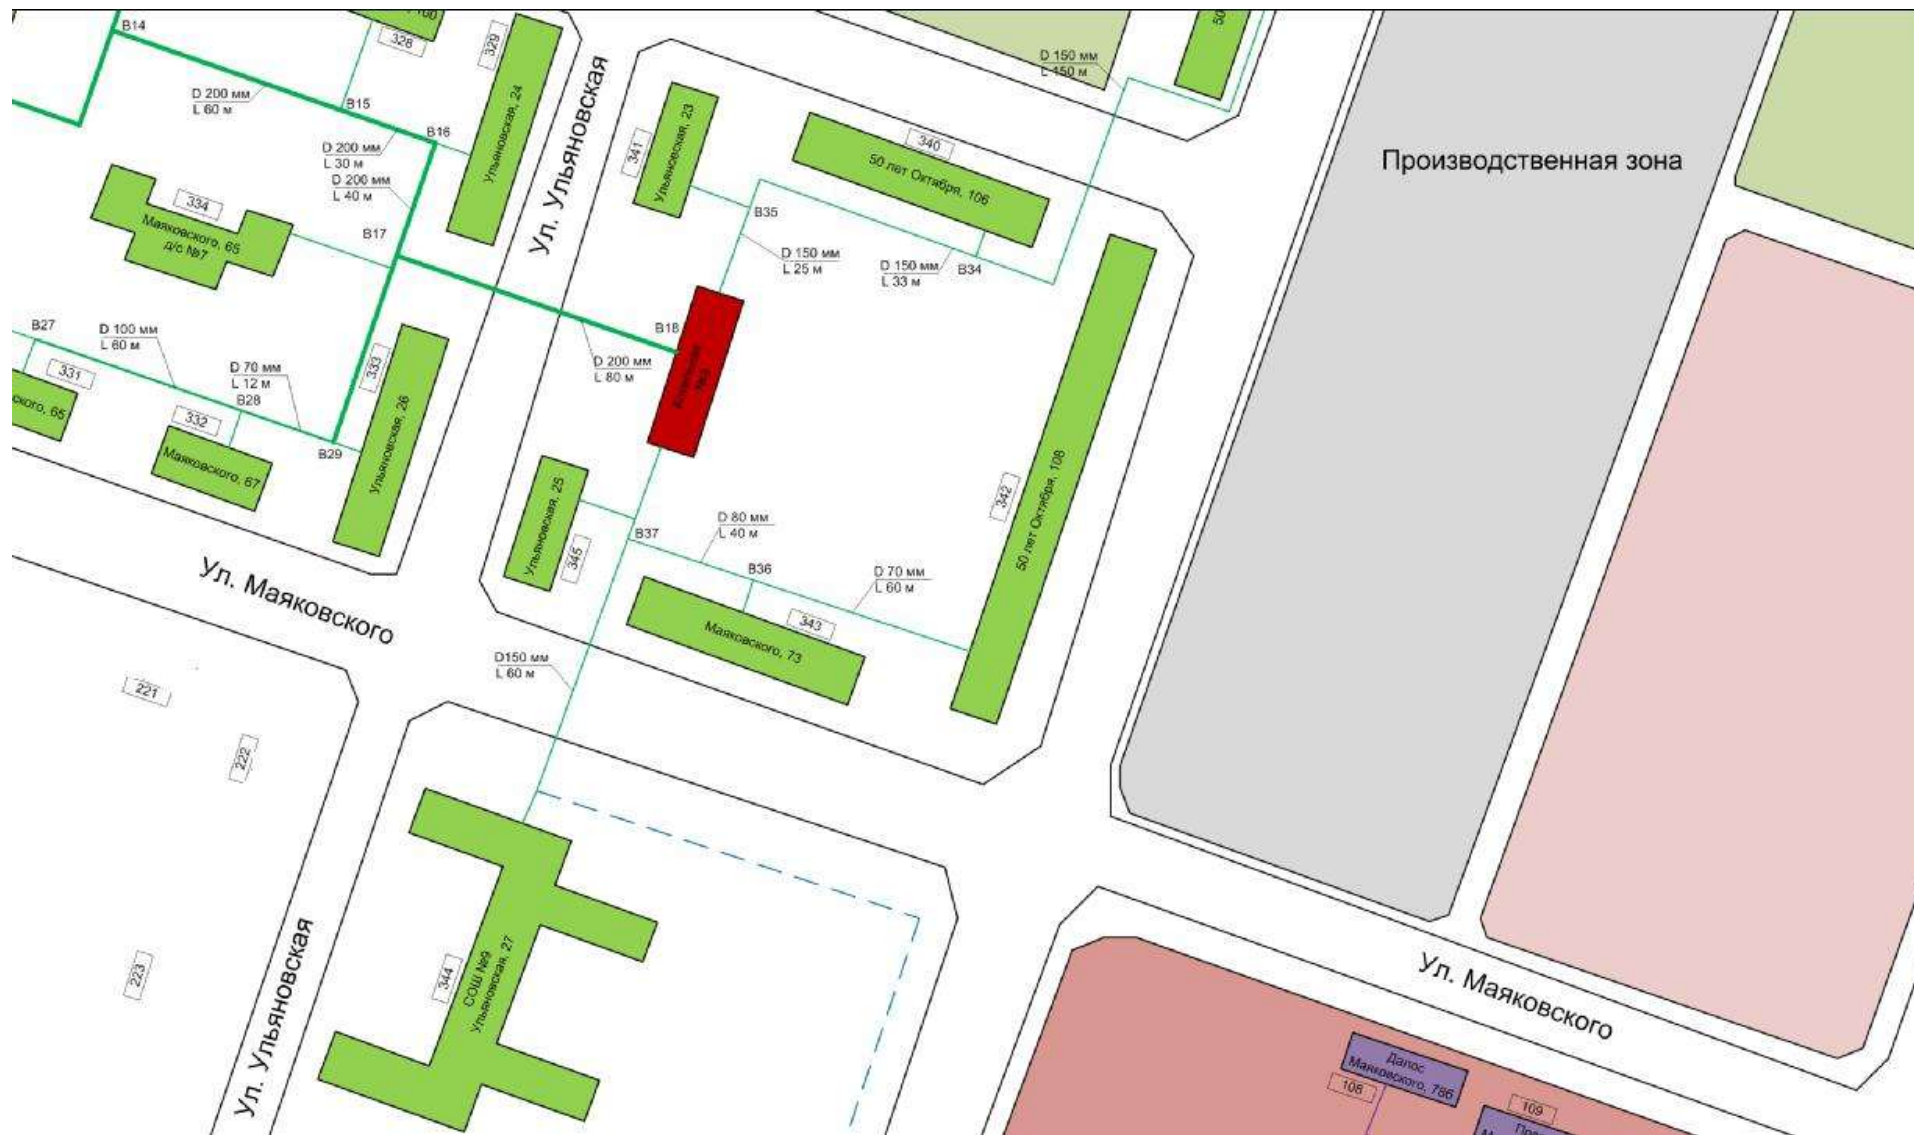 B14
100
328
329
50
D 150 мм
L 150 м
D 200 мм
L 60 м
B15
B16
Ульяновская, 24
Ул. Ульяновская
341
Ульяновская, 23
340
50 лет Октября, 106
Производственная зона
D 200 мм
L 30 м
D 200 мм
L 40 м
334
Маяковского, 65
д/с №7
B17
B35
D 150 мм
L 25 м
D 150 мм
L 33 м
B34
B27
D 100 мм
L 60 м
331
D 70 мм
L 12 м
B28
333
B18
D 200 мм
L 80 м
№3
ского, 65
332
Маяковского, 67
B29
Ульяновская, 26
Ульяновская, 25
345
B37
D 80 мм
L 40 м
342
50 лет Октября, 108
B36
D 70 мм
L 60 м
343
Маяковского, 73
Ул. Маяковского
D150 мм
L 60 м
221
222
223
344
СОШ №9
Ульяновская, 27
Ул. Ульяновская
Ул. Маяковского
Далос
Маяковского, 78б
108
109